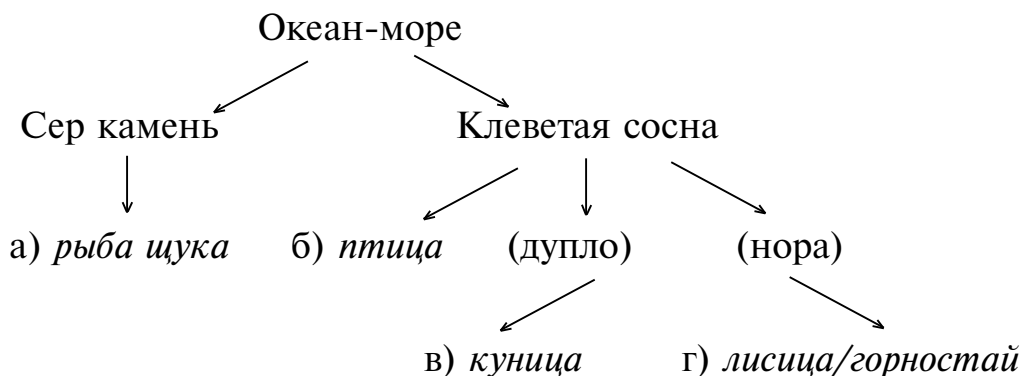 Океан-море
Сер камень Клеветая сосна
а) рыба щука б) птица (дупло) (нора)
в) куница г) лисица/горностай